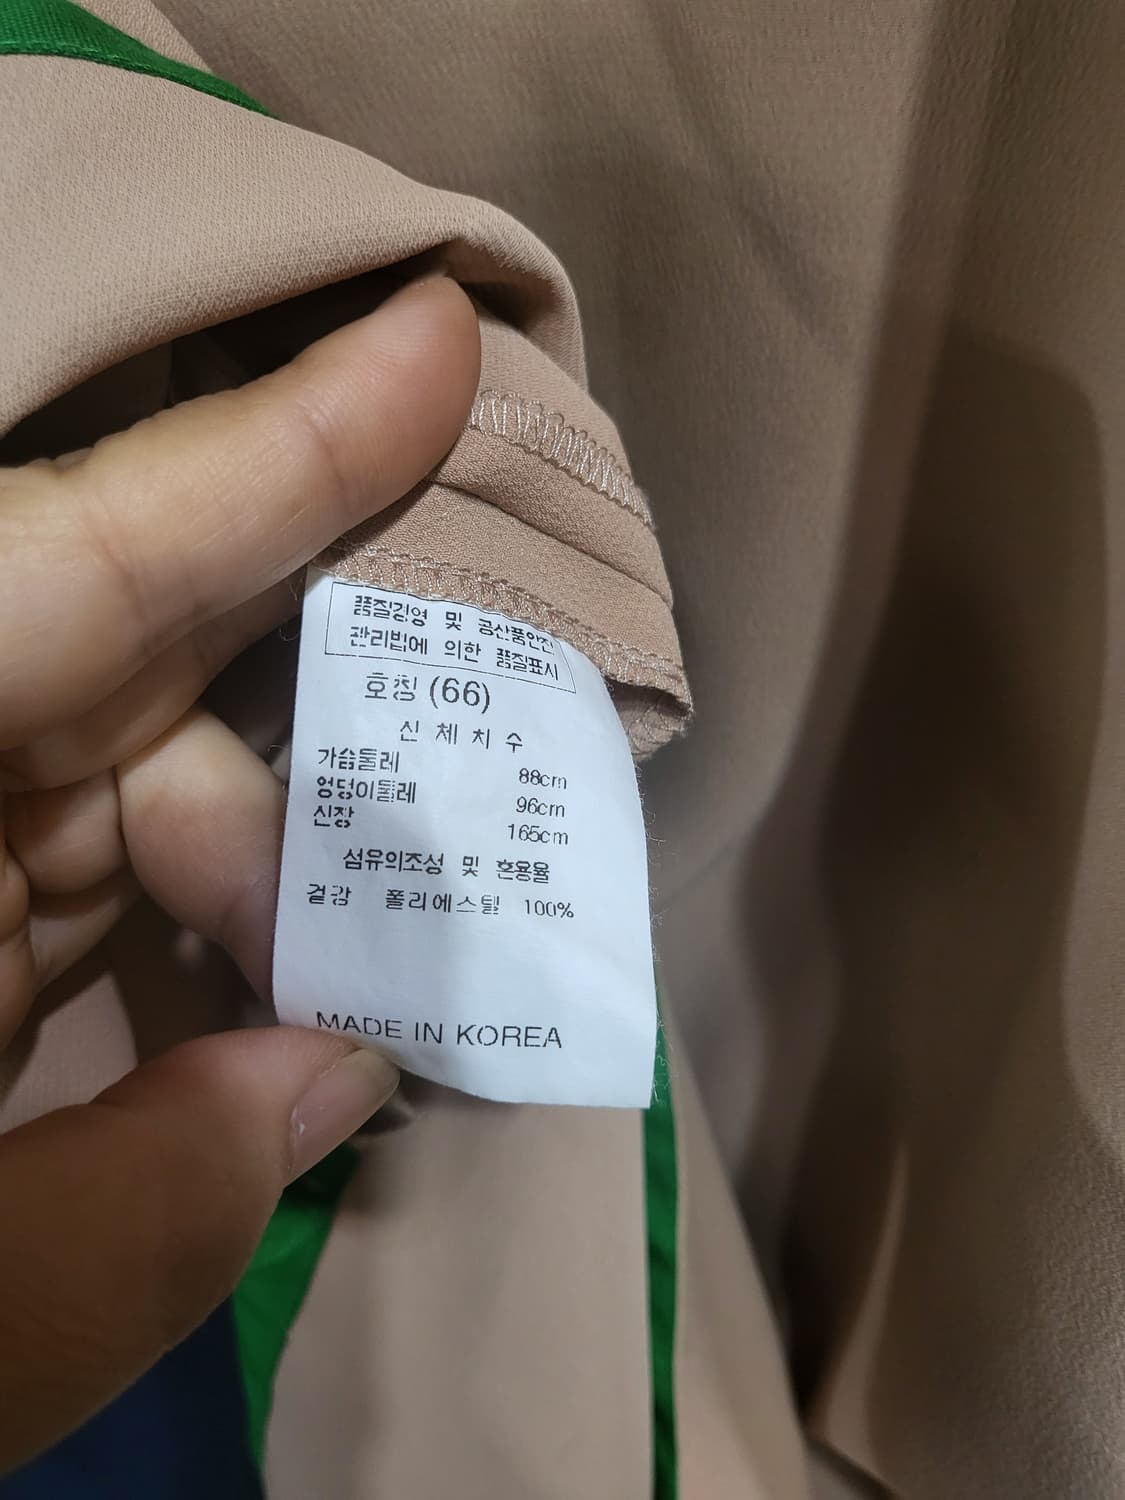 품질경영 및 공산품안전
관리법에 의한 품질표시
호칭 (66)
신 체 치 수
가슴둘레 88cm
엉덩이둘레 96cm
신장 165cm
섬유의조성 및 혼용율
겉감 폴리에스텔 100%
MADE IN KOREA